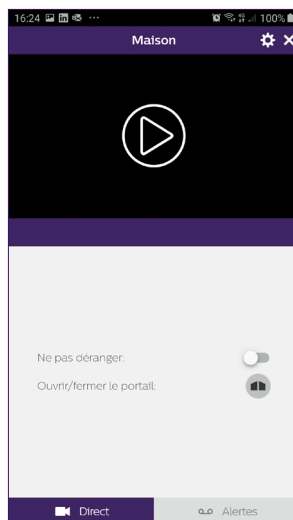 16:24 100%
Maison
Ne pas déranger:
Ouvrir/fermer le portail:
Direct Alertes